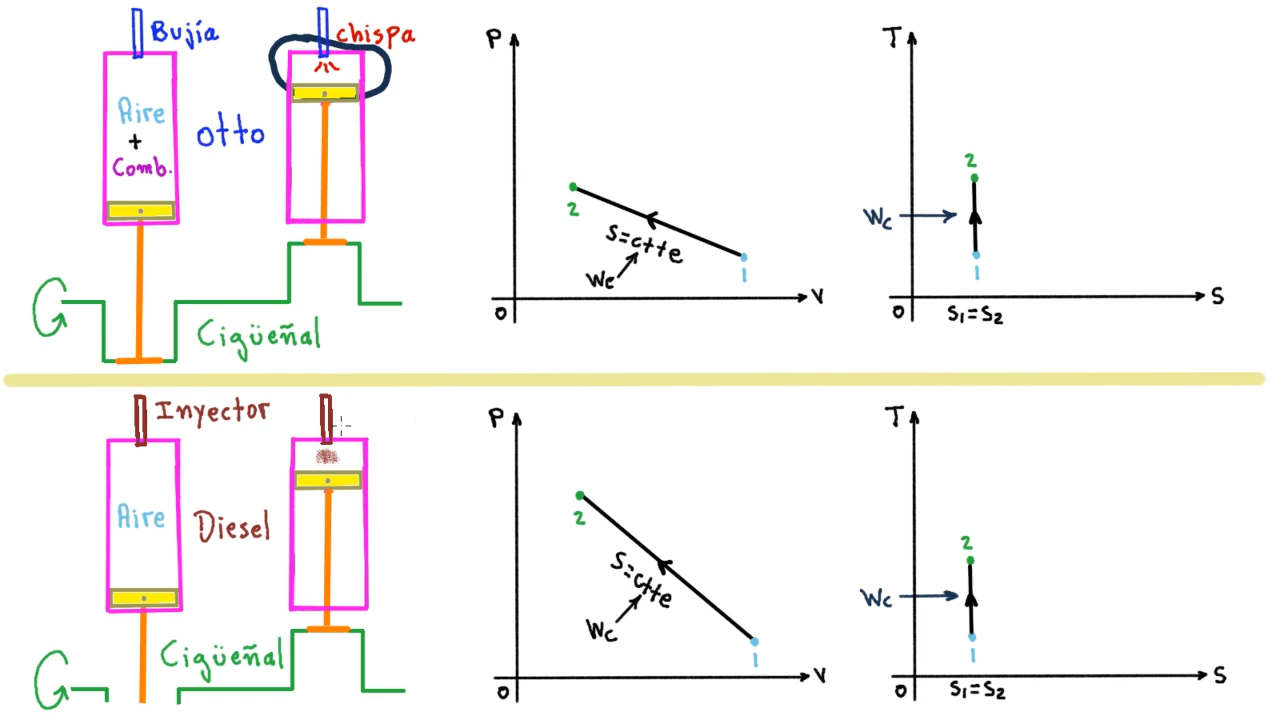 Bujía
chispa
Aire
+
Comb.
otto
Cigüeñal
P
2
S=ctte
Wc
1
0
V
T
2
Wc
1
0
S1=S2
S
Inyector
Aire
Diesel
Cigüeñal
P
2
S=ctte
Wc
1
0
V
T
2
Wc
1
0
S1=S2
S